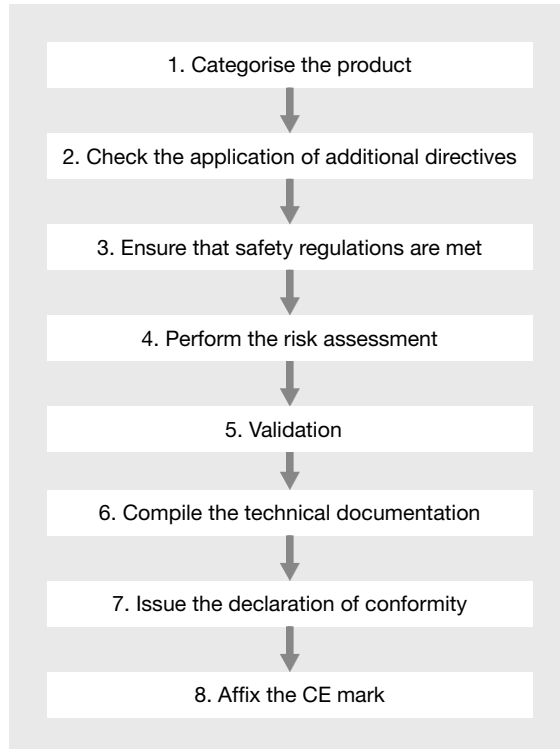 1. Categorise the product
2. Check the application of additional directives
3. Ensure that safety regulations are met
4. Perform the risk assessment
5. Validation
6. Compile the technical documentation
7. Issue the declaration of conformity
8. Affix the CE mark